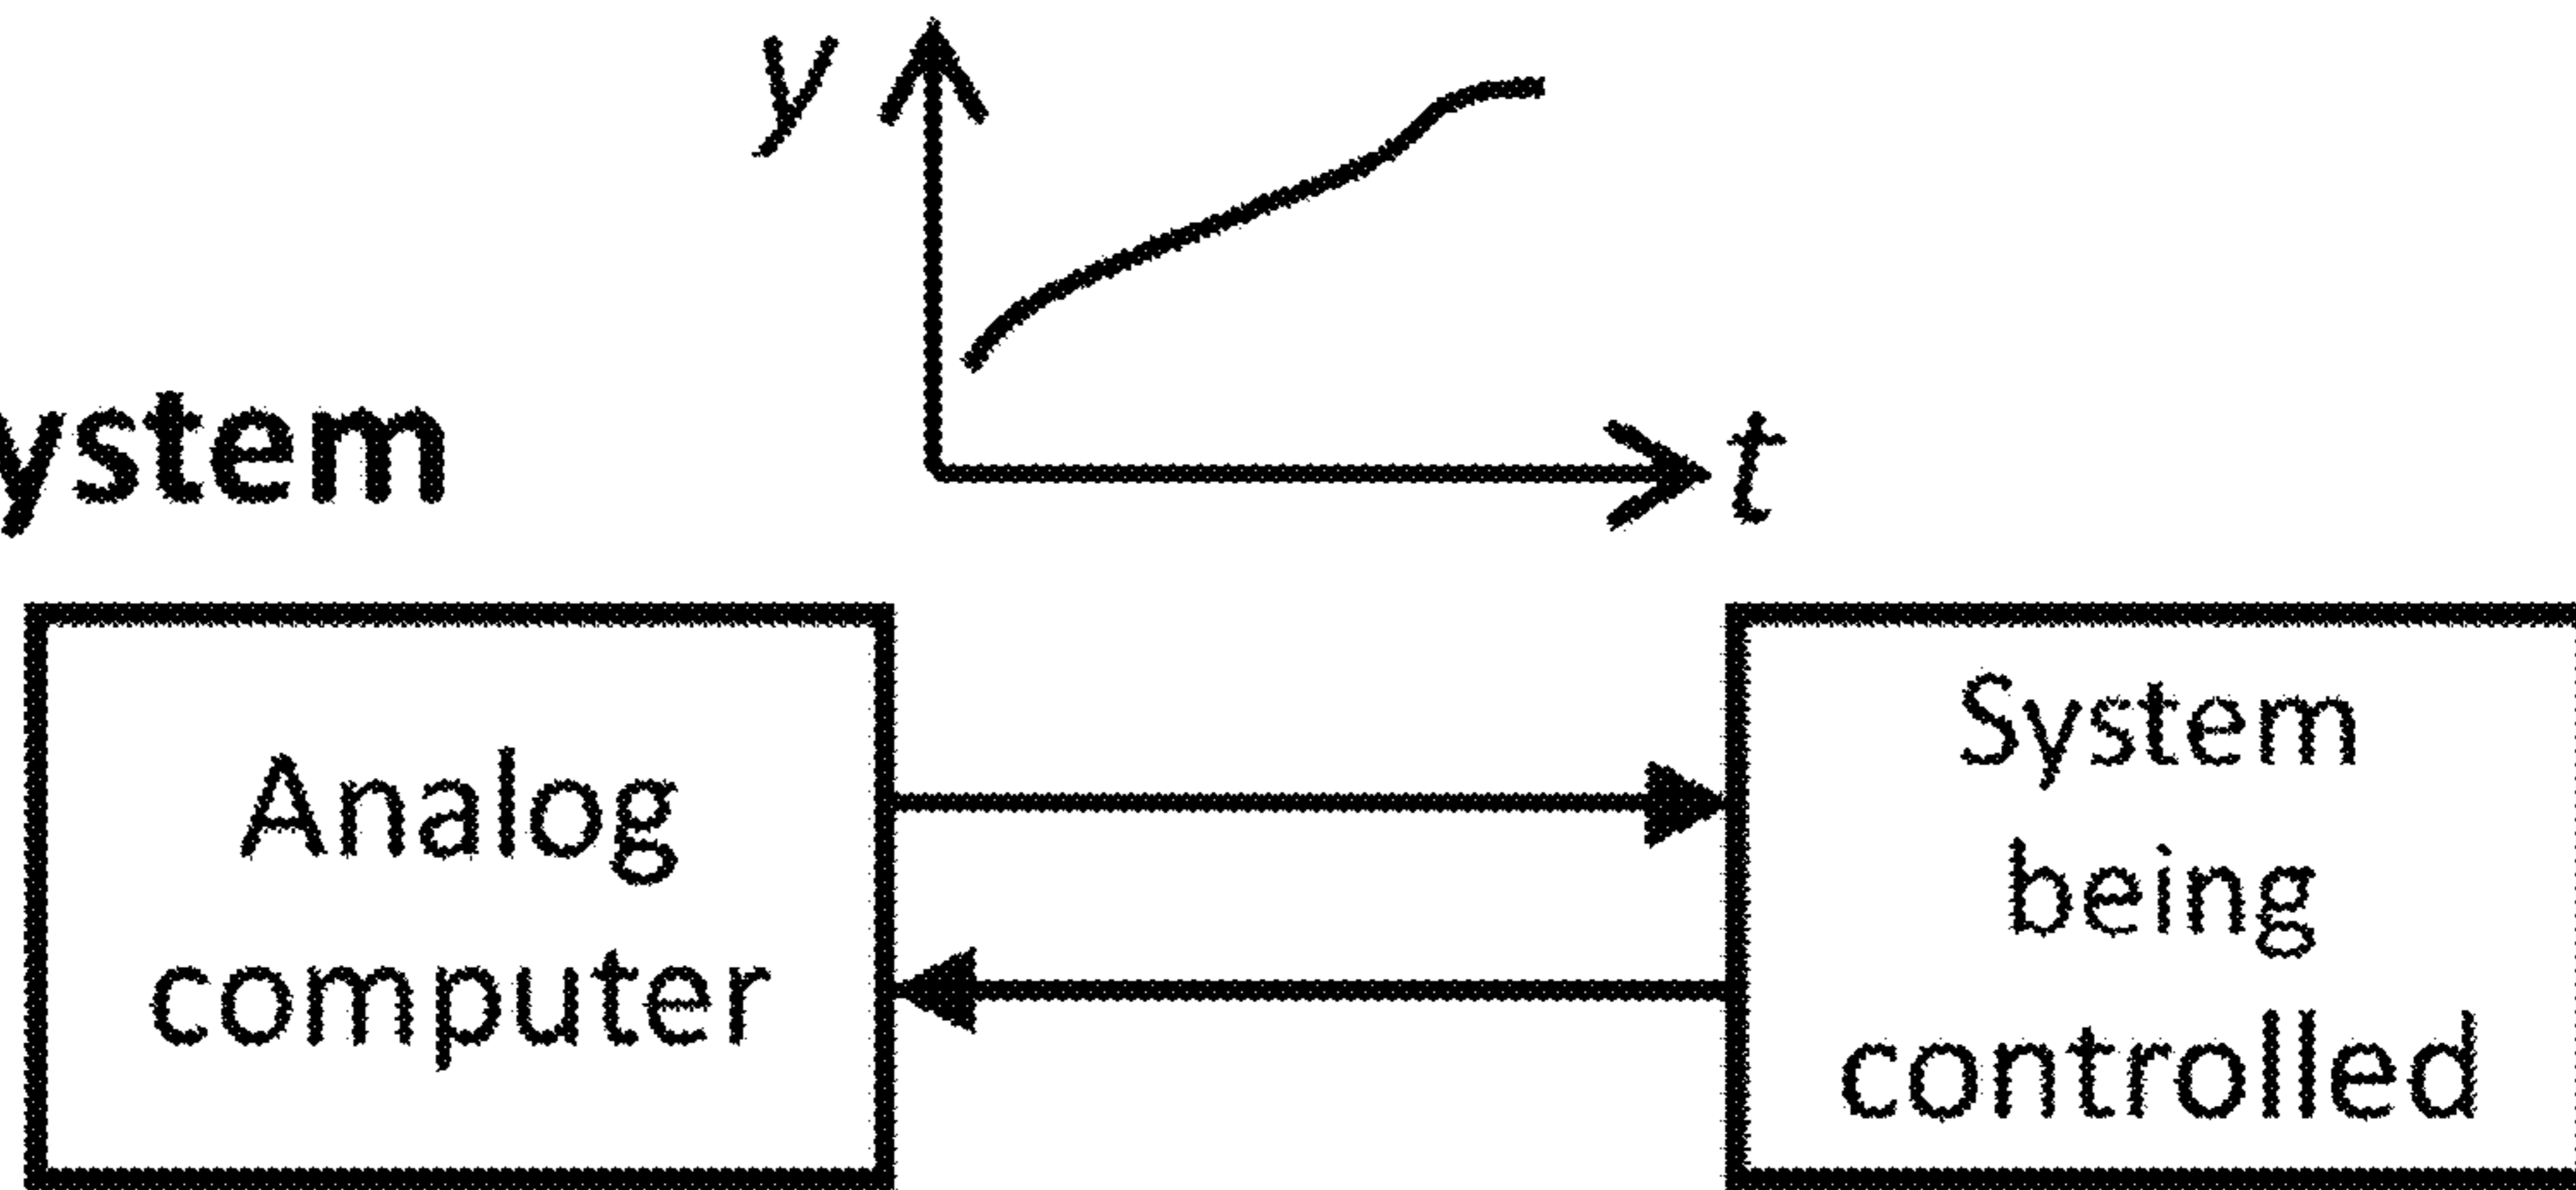 y
ystem
t
Analog
computer
System
being
controlled